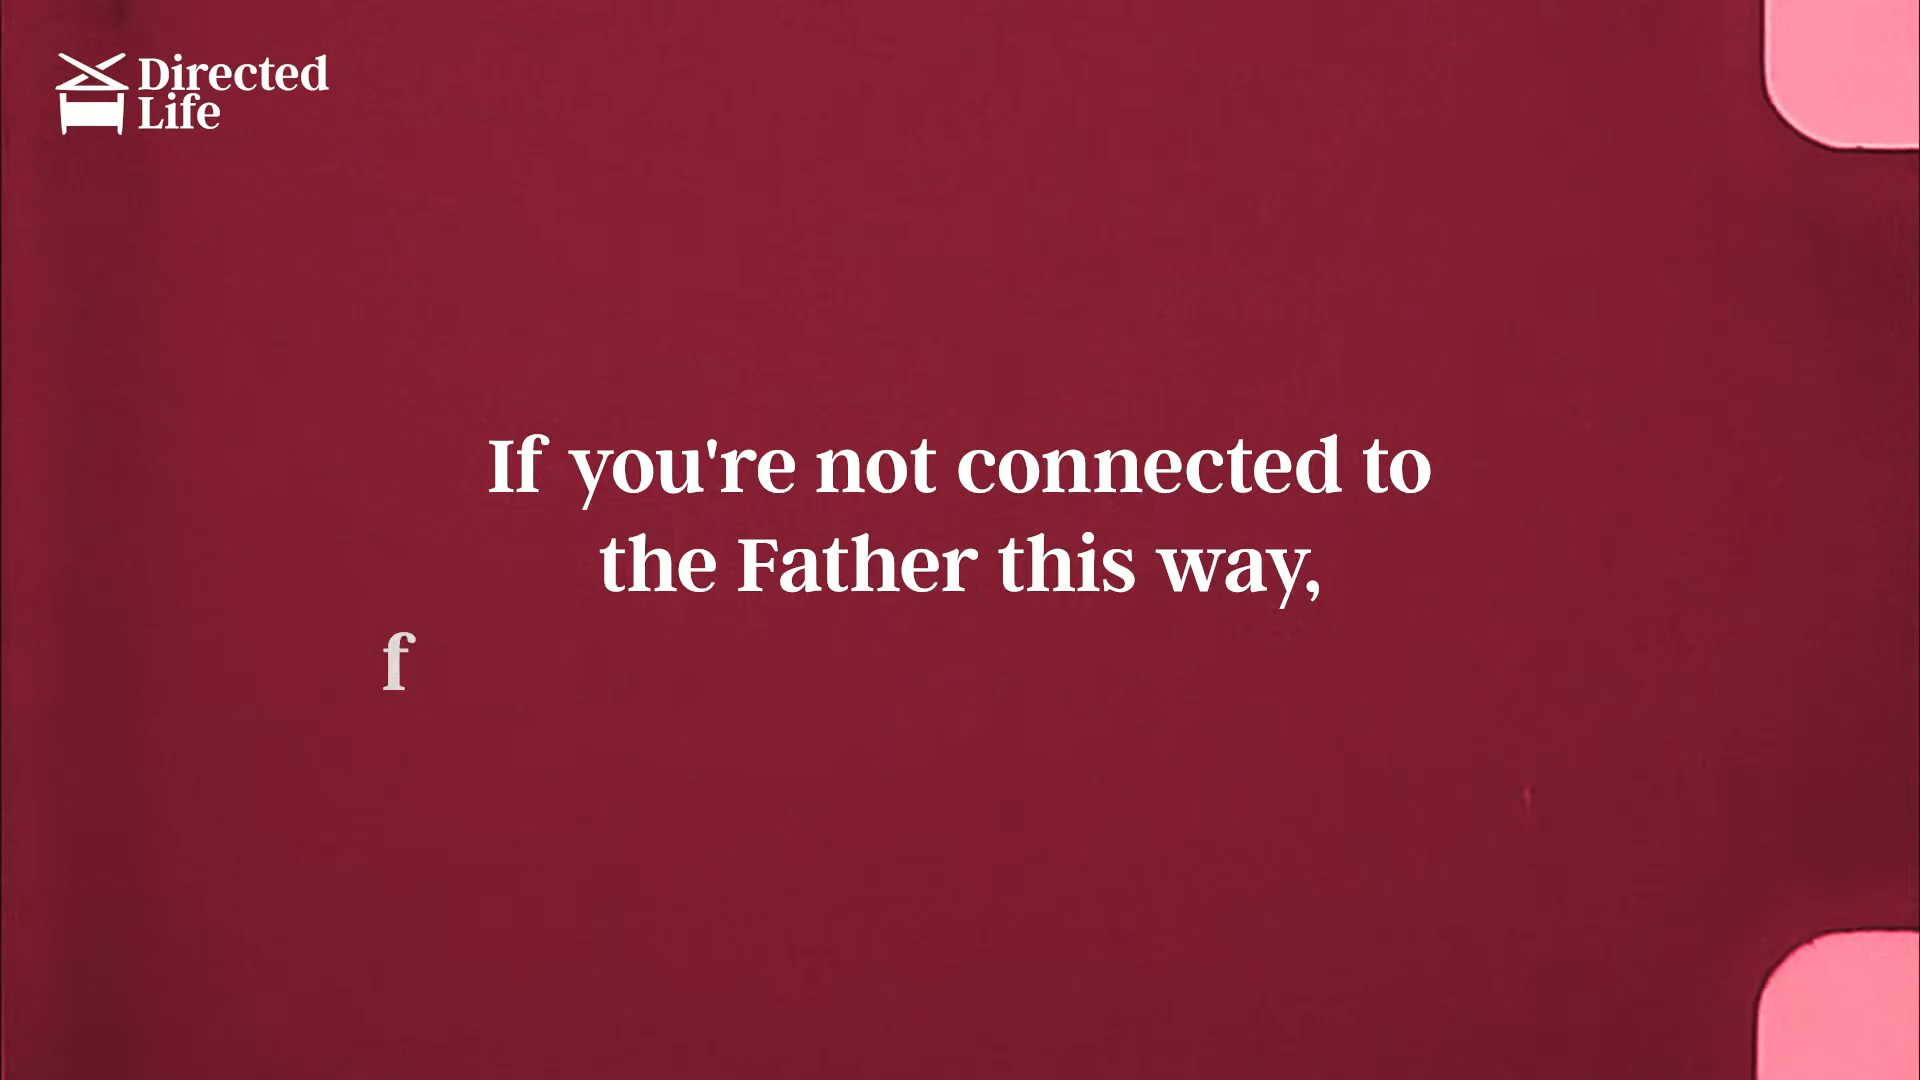 Directed
Life
If you're not connected to
the Father this way,
f